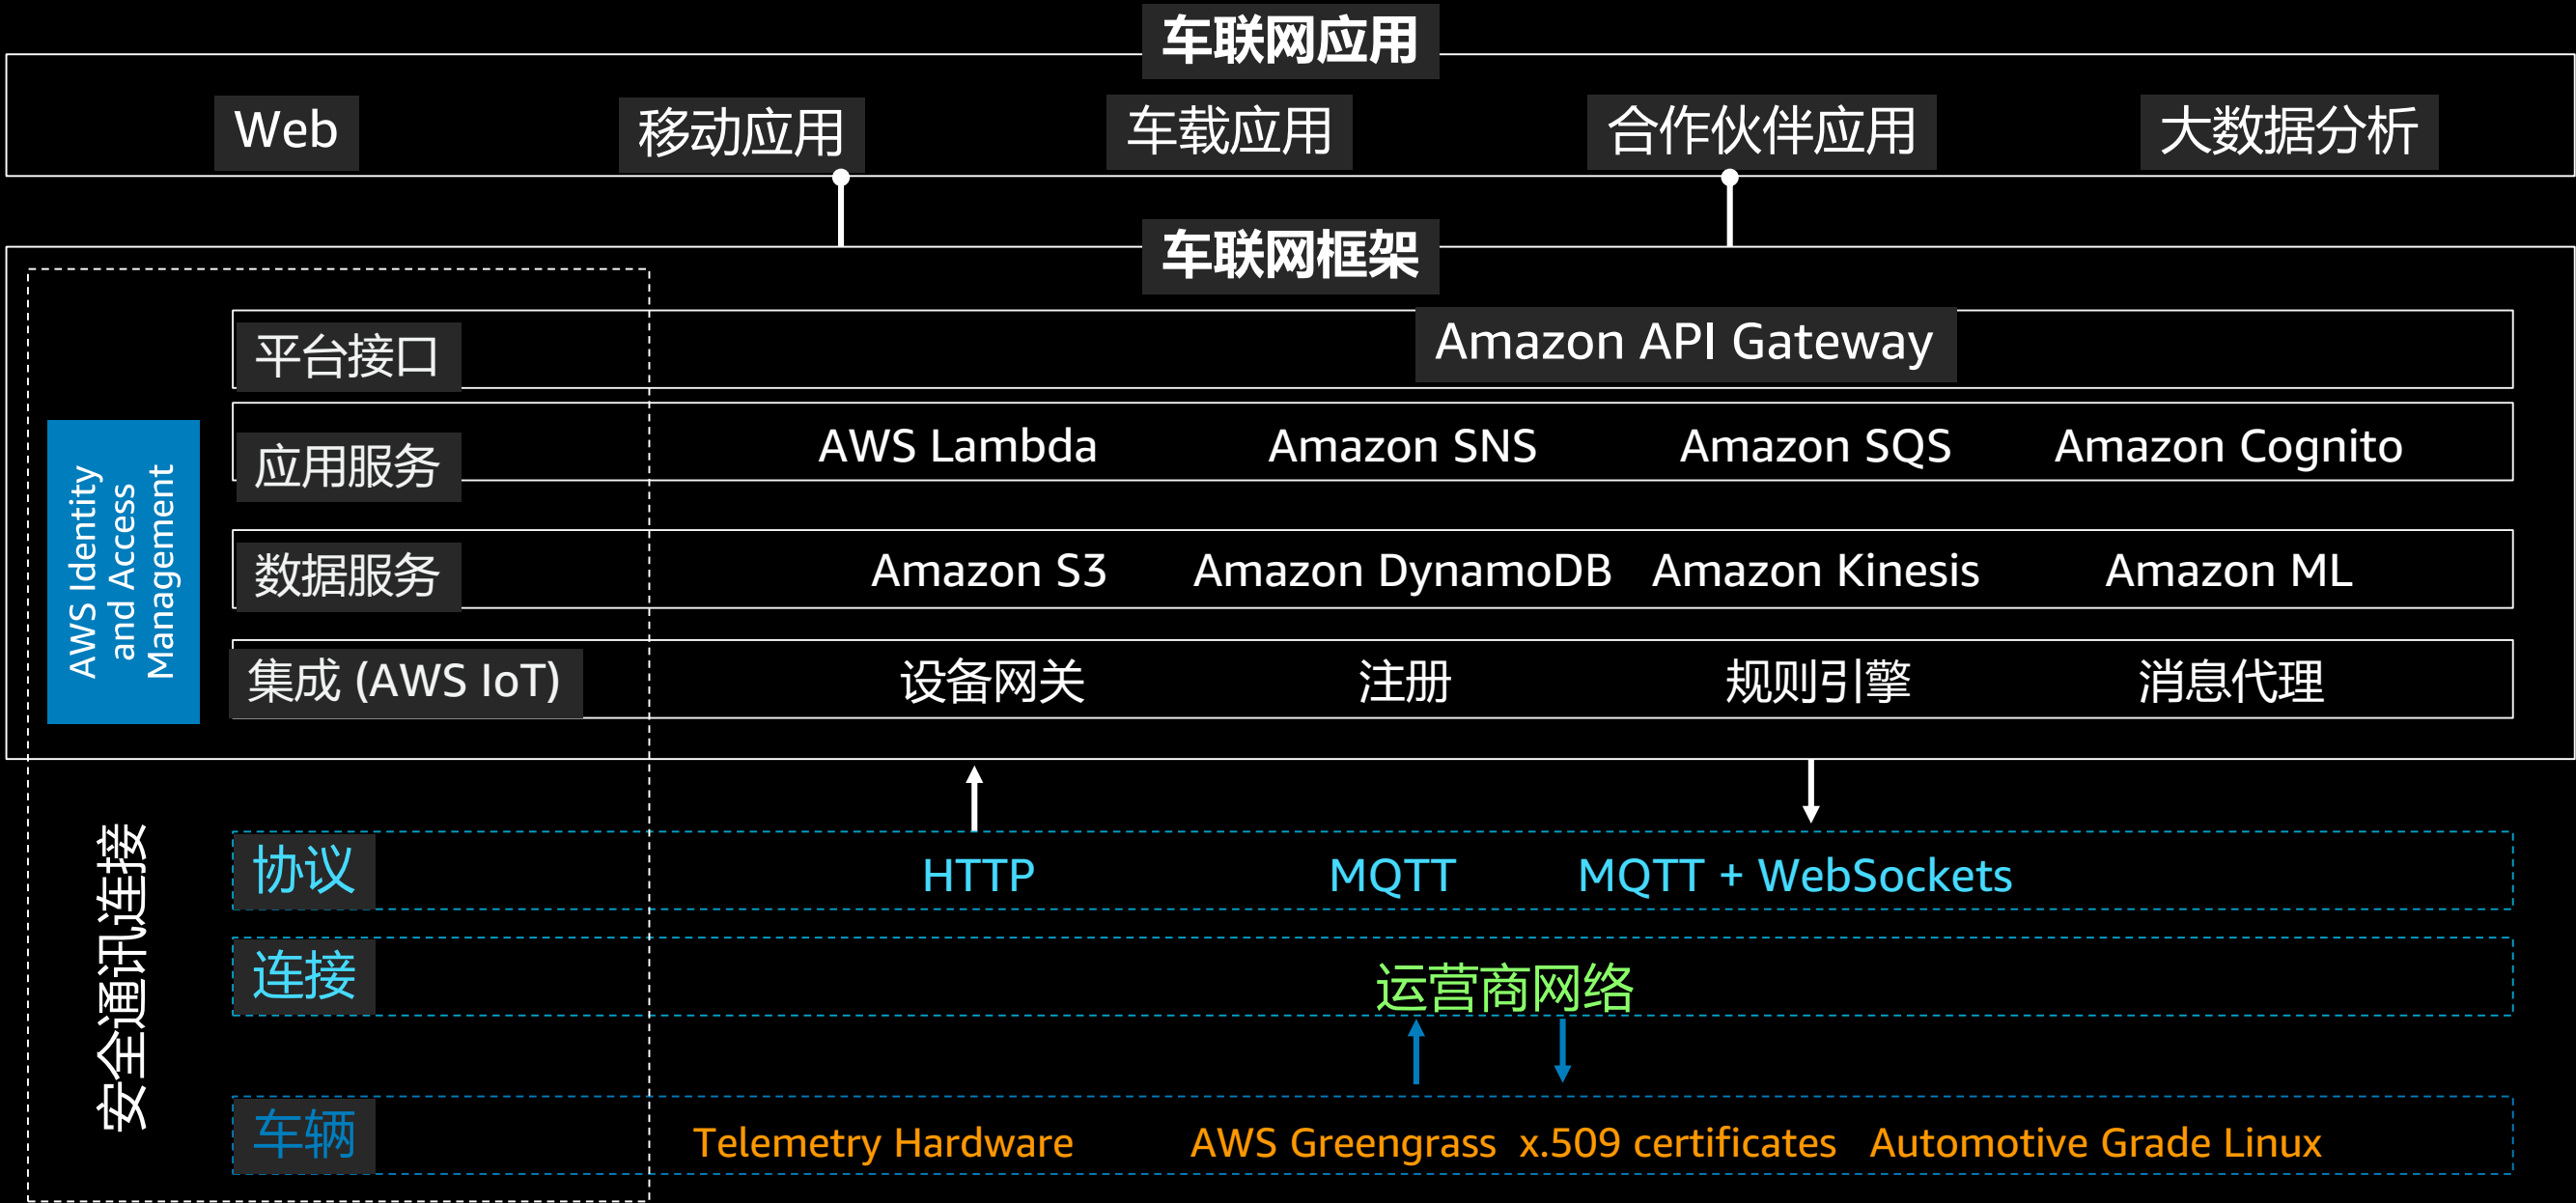 车联网应用
Web 移动应用 车载应用 合作伙伴应用 大数据分析
车联网框架
平台接口 Amazon API Gateway
应用服务 AWS Lambda Amazon SNS Amazon SQS Amazon Cognito
数据服务 Amazon S3 Amazon DynamoDB Amazon Kinesis Amazon ML
集成 (AWS IoT) 设备网关 注册 规则引擎 消息代理
AWS Identity
and Access
Management
安全通讯连接
协议 HTTP MQTT MQTT + WebSockets
连接 运营商网络
车辆 Telemetry Hardware AWS Greengrass x.509 certificates Automotive Grade Linux